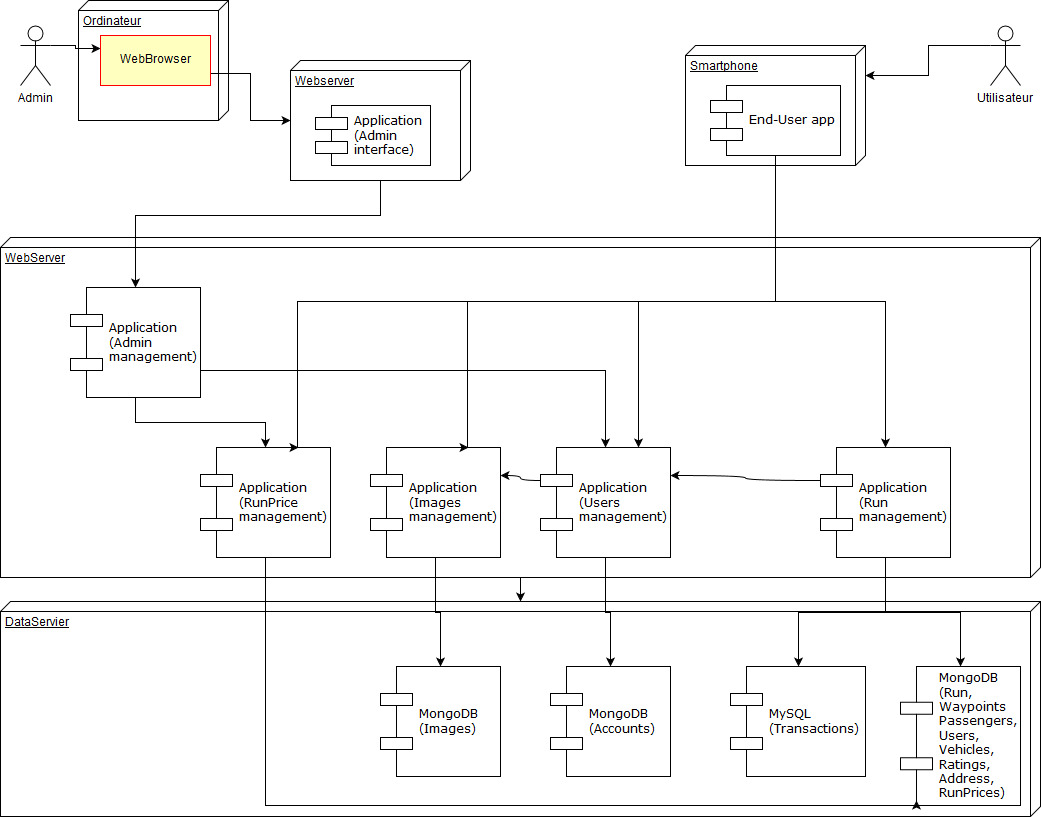 Ordinateur
WebBrowser
Admin
Webserver
Application
(Admin
interface)
Smartphone
End-User app
Utilisateur
WebServer
Application
(Admin
management)
Application
(RunPrice
management)
Application
(Images
management)
Application
(Users
management)
Application
(Run
management)
DataServier
MongoDB
(Images)
MongoDB
(Accounts)
MySQL
(Transactions)
MongoDB
(Run,
Waypoints
Passengers,
Users,
Vehicles,
Ratings,
Address,
RunPrices)